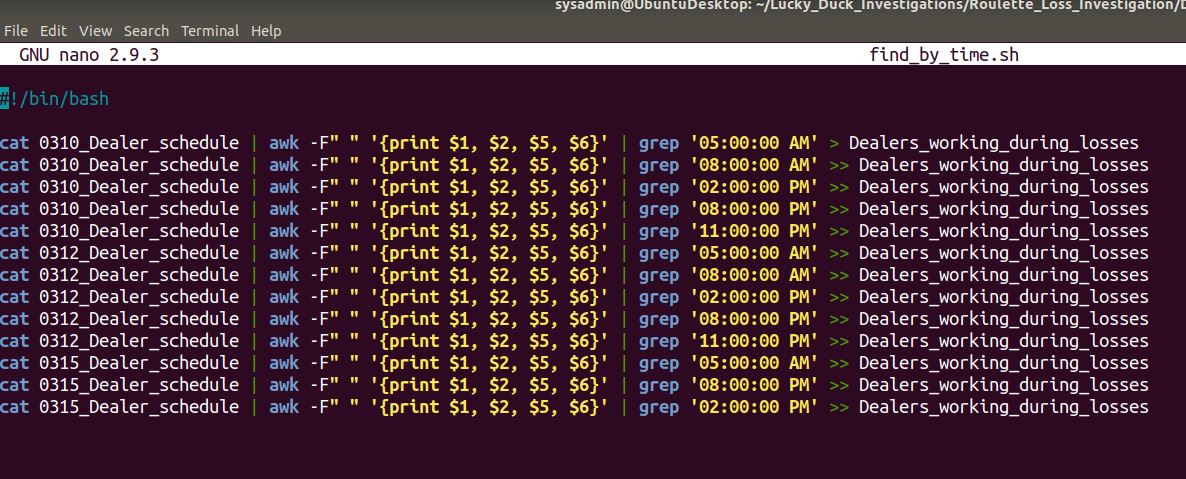 sysadmin@UbuntuDesktop: ~/Lucky_Duck_Investigations/Roulette_Loss_Investigation/D
File Edit View Search Terminal Help
GNU nano 2.9.3 find_by_time.sh
#!/bin/bash
cat 0310_Dealer_schedule | awk -F" " '{print $1, $2, $5, $6}' | grep '05:00:00 AM' > Dealers_working_during_losses
cat 0310_Dealer_schedule | awk -F" " '{print $1, $2, $5, $6}' | grep '08:00:00 AM' >> Dealers_working_during_losses
cat 0310_Dealer_schedule | awk -F" " '{print $1, $2, $5, $6}' | grep '02:00:00 PM' >> Dealers_working_during_losses
cat 0310_Dealer_schedule | awk -F" " '{print $1, $2, $5, $6}' | grep '08:00:00 PM' >> Dealers_working_during_losses
cat 0310_Dealer_schedule | awk -F" " '{print $1, $2, $5, $6}' | grep '11:00:00 PM' >> Dealers_working_during_losses
cat 0312_Dealer_schedule | awk -F" " '{print $1, $2, $5, $6}' | grep '05:00:00 AM' >> Dealers_working_during_losses
cat 0312_Dealer_schedule | awk -F" " '{print $1, $2, $5, $6}' | grep '08:00:00 AM' >> Dealers_working_during_losses
cat 0312_Dealer_schedule | awk -F" " '{print $1, $2, $5, $6}' | grep '02:00:00 PM' >> Dealers_working_during_losses
cat 0312_Dealer_schedule | awk -F" " '{print $1, $2, $5, $6}' | grep '08:00:00 PM' >> Dealers_working_during_losses
cat 0312_Dealer_schedule | awk -F" " '{print $1, $2, $5, $6}' | grep '11:00:00 PM' >> Dealers_working_during_losses
cat 0315_Dealer_schedule | awk -F" " '{print $1, $2, $5, $6}' | grep '05:00:00 AM' >> Dealers_working_during_losses
cat 0315_Dealer_schedule | awk -F" " '{print $1, $2, $5, $6}' | grep '08:00:00 PM' >> Dealers_working_during_losses
cat 0315_Dealer_schedule | awk -F" " '{print $1, $2, $5, $6}' | grep '02:00:00 PM' >> Dealers_working_during_losses